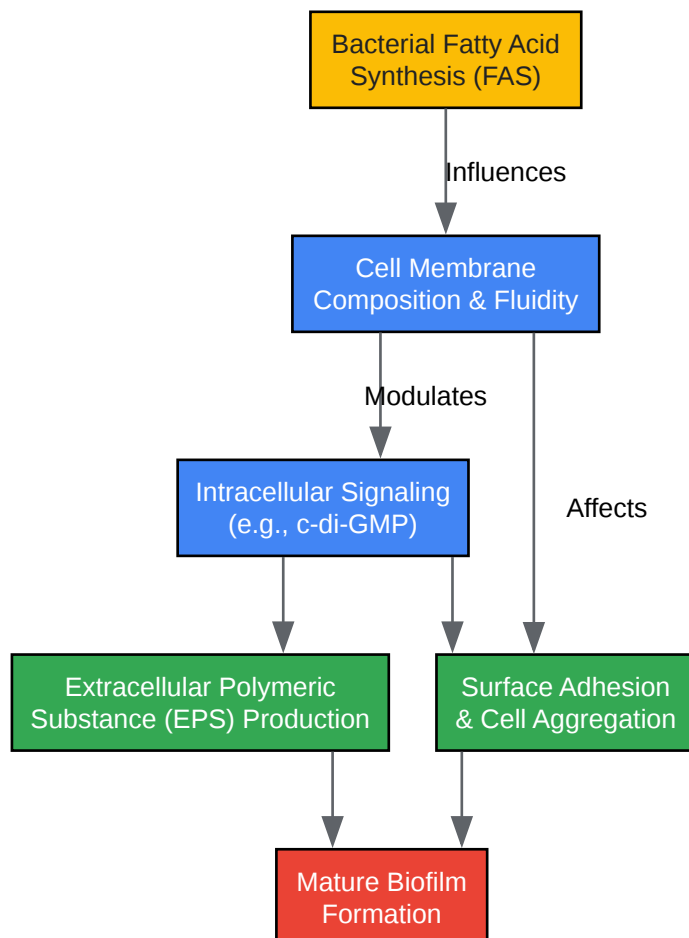 Bacterial Fatty Acid
Synthesis (FAS)
Influences
Cell Membrane
Composition & Fluidity
Modulates
Intracellular Signaling
(e.g., c-di-GMP)
Affects
Extracellular Polymeric
Substance (EPS) Production
Surface Adhesion
& Cell Aggregation
Mature Biofilm
Formation